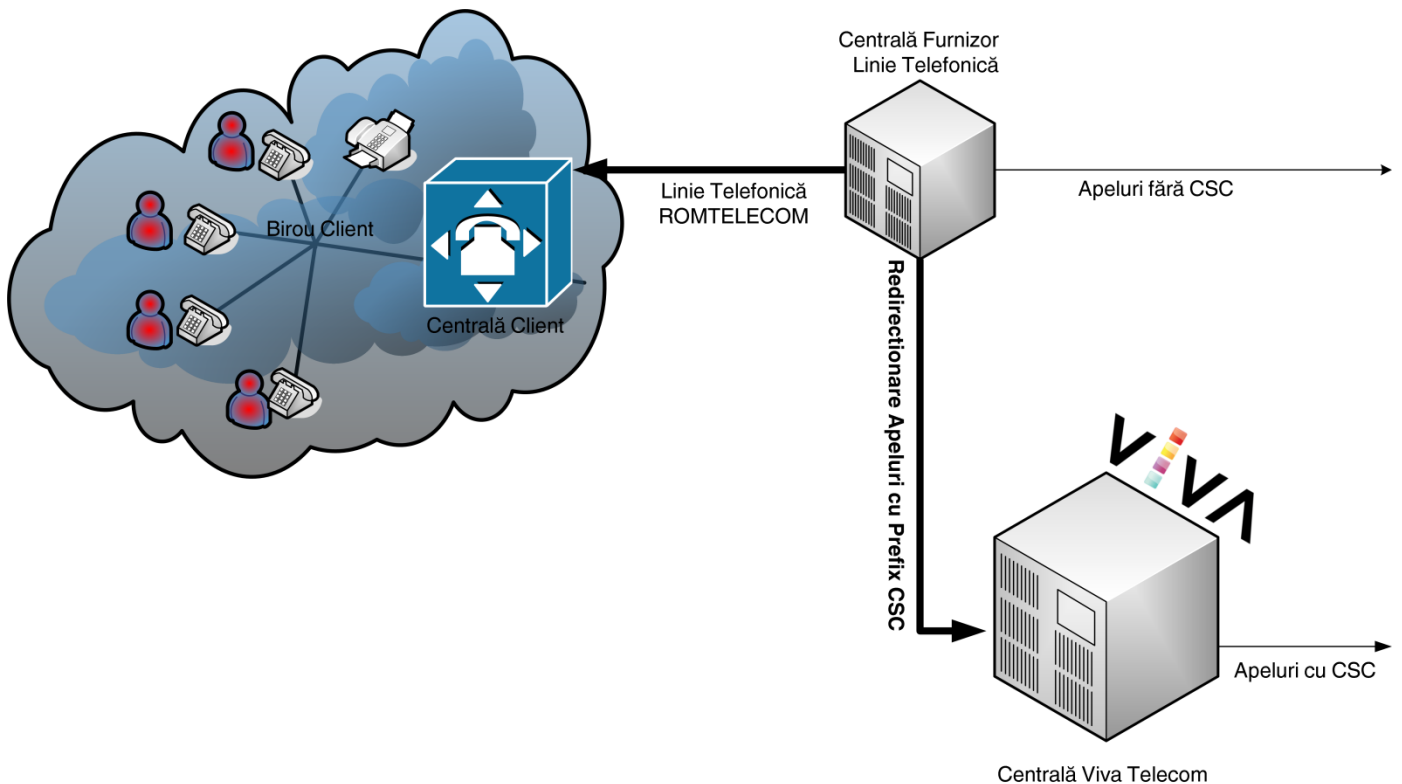 Centrală Furnizor
Linie Telefonică
Linie Telefonică
ROMTELECOM
Apeluri fără CSC
Birou Client
Centrală Client
Redirectionare Apeluri cu Prefix CSC
VIVA
Apeluri cu CSC
Centrală Viva Telecom